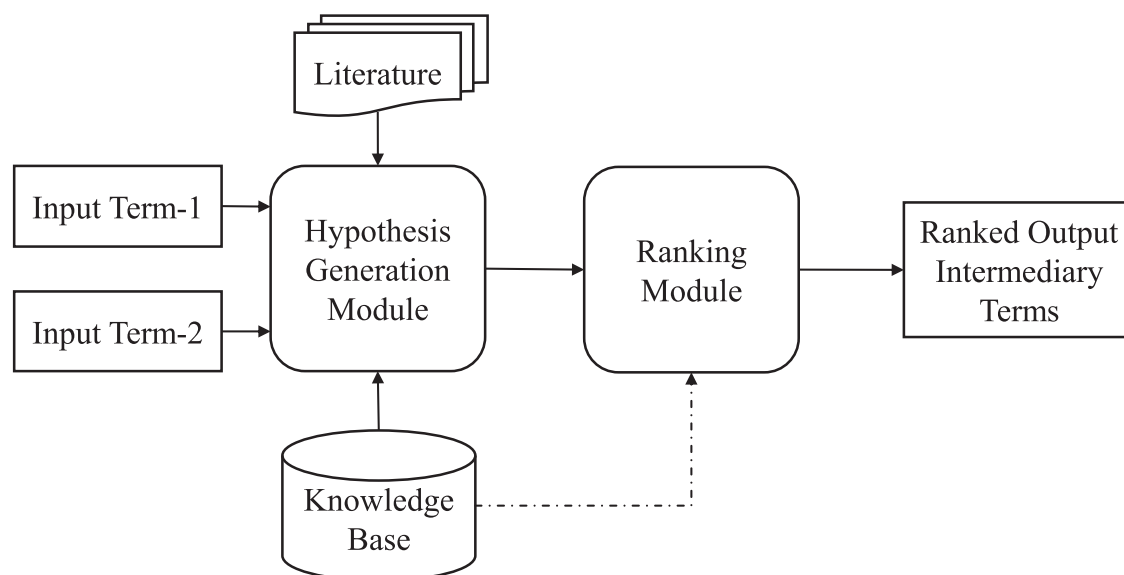 Literature
Input Term-1
Input Term-2
Hypothesis
Generation
Module
Ranking
Module
Ranked Output
Intermediary
Terms
Knowledge
Base